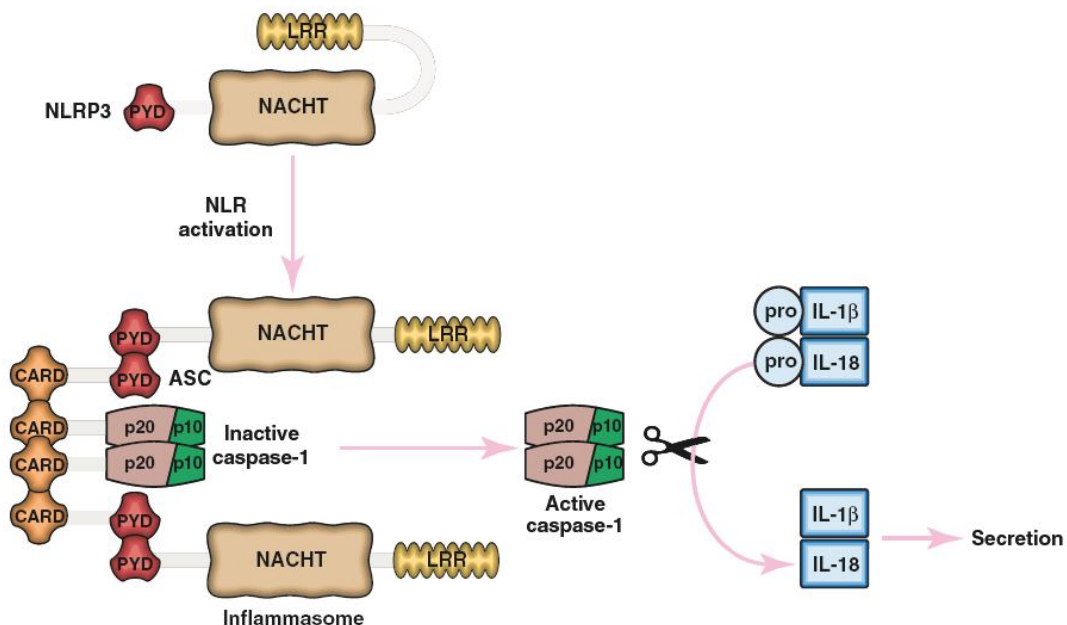 LRR
NLRP3 PYD NACHT
NLR
activation
PYD NACHT LRR
CARD PYD ASC
CARD p20 p10 Inactive
CARD p20 p10 caspase-1
CARD PYD
PYD NACHT LRR
Inflammasome
p20 p10
p20 p10
Active
caspase-1
pro IL-1β
pro IL-18
IL-1β
IL-18
Secretion